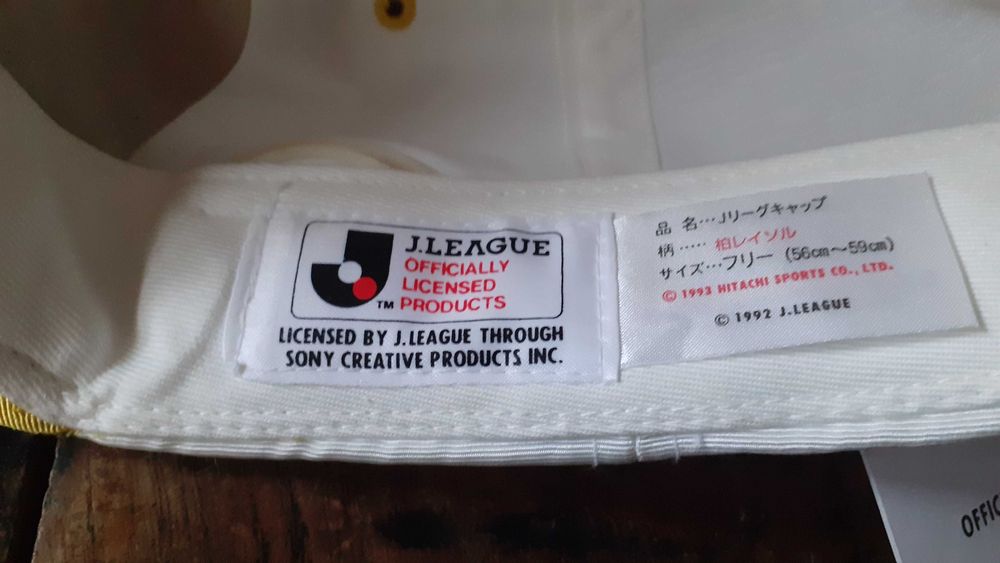 J.LEAGUE
OFFICIALLY
LICENSED
™ PRODUCTS
LICENSED BY J.LEAGUE THROUGH
SONY CREATIVE PRODUCTS INC.
品 名…Jリーグキャップ
柄…‥ 柏レイソル
サイズ…フリー (56cm〜59cm)
© 1993 HITACHI SPORTS CO., LTD.
© 1992 J.LEAGUE